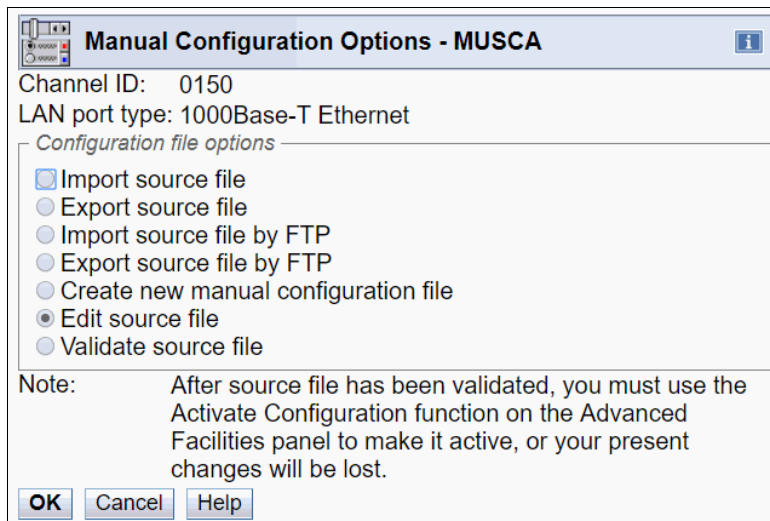 Manual Configuration Options - MUSCA
Channel ID: 0150
LAN port type: 1000Base-T Ethernet
Configuration file options
Import source file
Export source file
Import source file by FTP
Export source file by FTP
Create new manual configuration file
Edit source file
Validate source file
Note: After source file has been validated, you must use the
Activate Configuration function on the Advanced
Facilities panel to make it active, or your present
changes will be lost.
OK Cancel Help